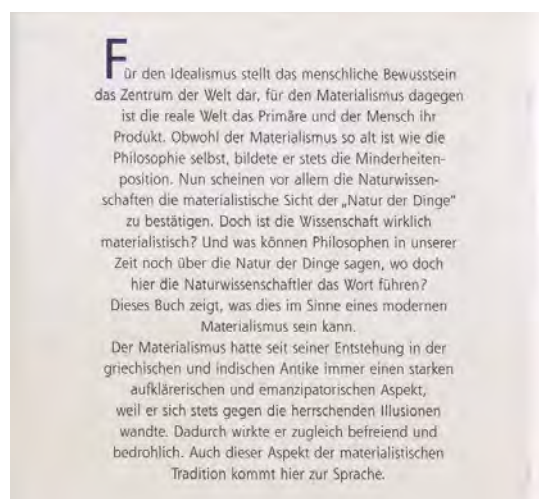 Für den Idealismus stellt das menschliche Bewusstsein
das Zentrum der Welt dar, für den Materialismus dagegen
ist die reale Welt das Primäre und der Mensch ihr
Produkt. Obwohl der Materialismus so alt ist wie die
Philosophie selbst, bildete er stets die Minderheiten-
position. Nun scheinen vor allem die Naturwissen-
schaften die materialistische Sicht der „Natur der Dinge“
zu bestätigen. Doch ist die Wissenschaft wirklich
materialistisch? Und was können Philosophen in unserer
Zeit noch über die Natur der Dinge sagen, wo doch
hier die Naturwissenschaftler das Wort führen?
Dieses Buch zeigt, was dies im Sinne eines modernen
Materialismus sein kann.
Der Materialismus hatte seit seiner Entstehung in der
griechischen und indischen Antike immer einen starken
aufklärerischen und emanzipatorischen Aspekt,
weil er sich stets gegen die herrschenden Illusionen
wandte. Dadurch wirkte er zugleich befreiend und
bedrohlich. Auch dieser Aspekt der materialistischen
Tradition kommt hier zur Sprache.